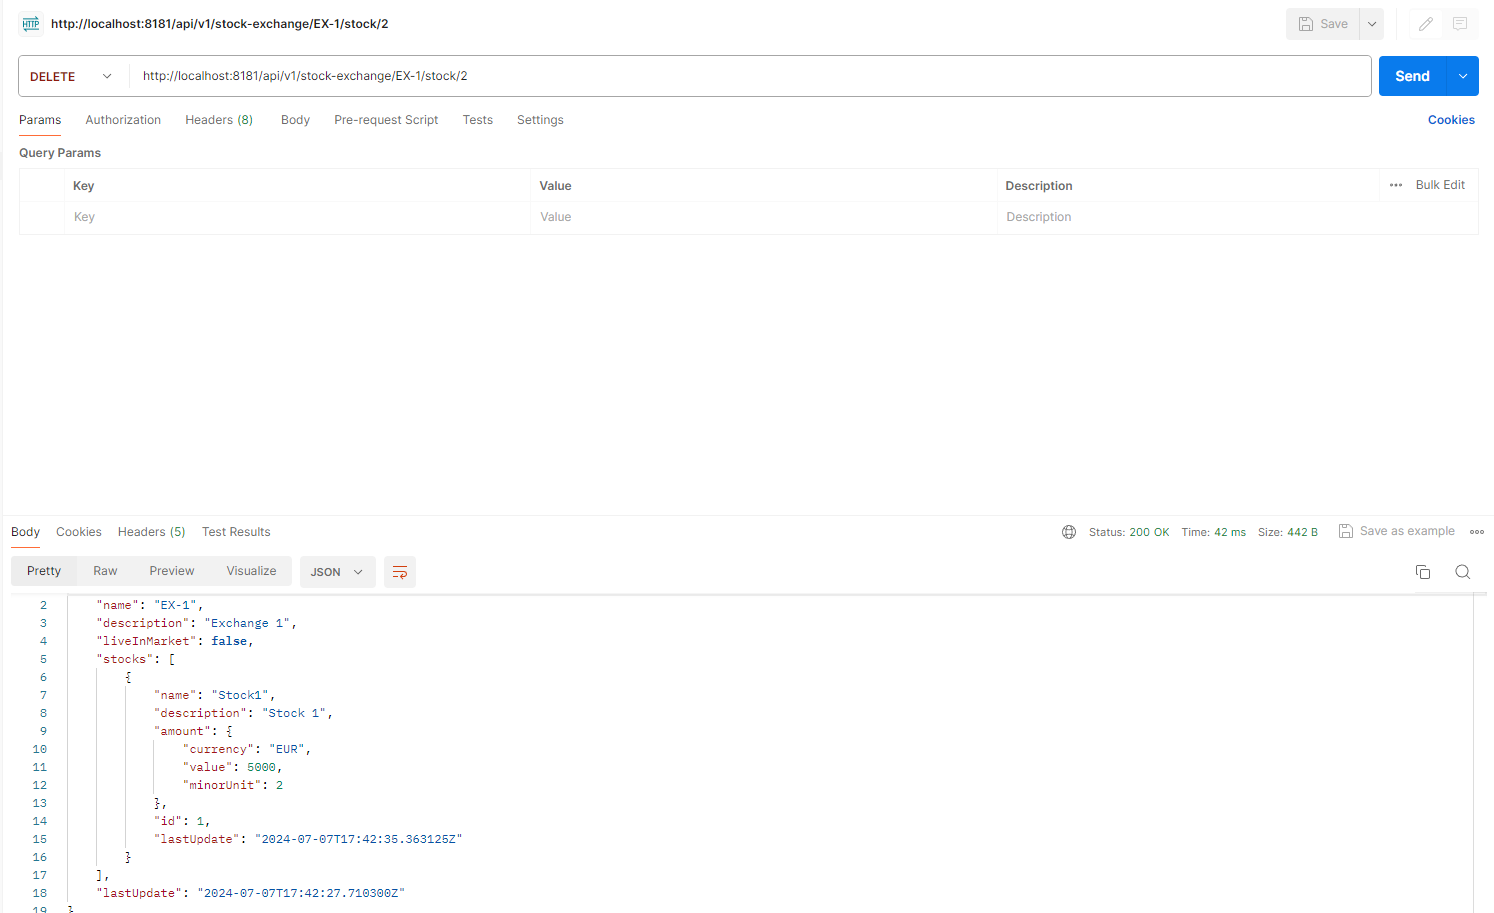 HTTP http://localhost:8181/api/v1/stock-exchange/EX-1/stock/2 Save
DELETE http://localhost:8181/api/v1/stock-exchange/EX-1/stock/2 Send
Params Authorization Headers (8) Body Pre-request Script Tests Settings Cookies
Query Params
Key Value Description ••• Bulk Edit
Key Value Description
Body Cookies Headers (5) Test Results Status: 200 OK Time: 42 ms Size: 442 B Save as example
Pretty Raw Preview Visualize JSON
2 "name": "EX-1",
3 "description": "Exchange 1",
4 "liveInMarket": false,
5 "stocks": [
6 {
7 "name": "Stock1",
8 "description": "Stock 1",
9 "amount": {
10 "currency": "EUR",
11 "value": 5000,
12 "minorUnit": 2
13 },
14 "id": 1,
15 "lastUpdate": "2024-07-07T17:42:35.363125Z"
16 }
17 ],
18 "lastUpdate": "2024-07-07T17:42:27.710300Z"
19 }